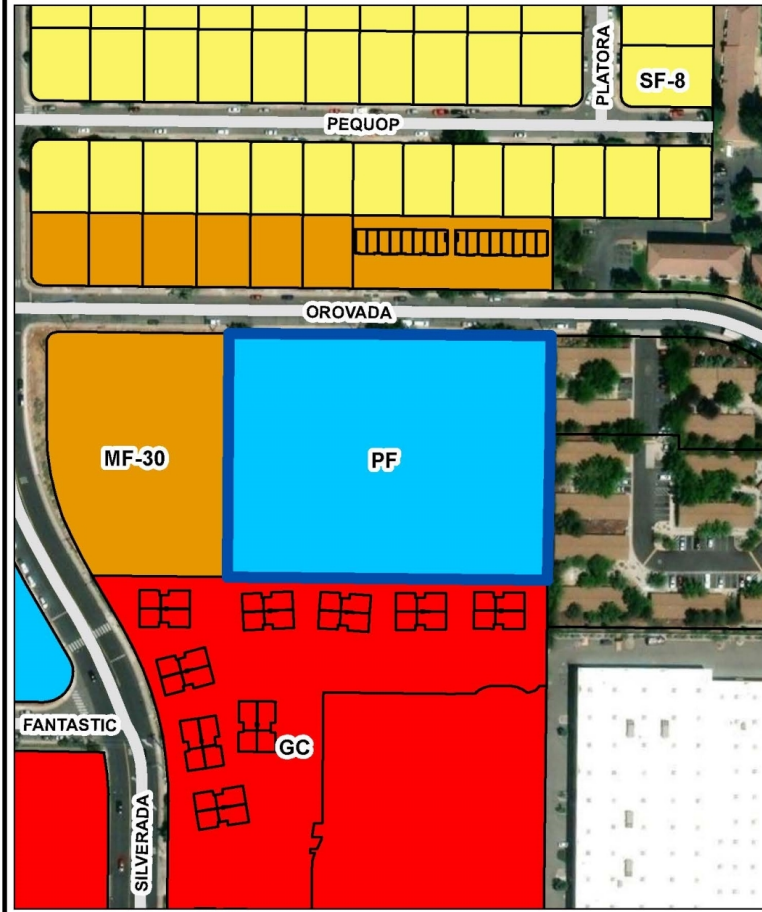 PLATORA
SF-8
PEQUOP
OROVADA
MF-30
PF
FANTASTIC
GC
SILVERADA